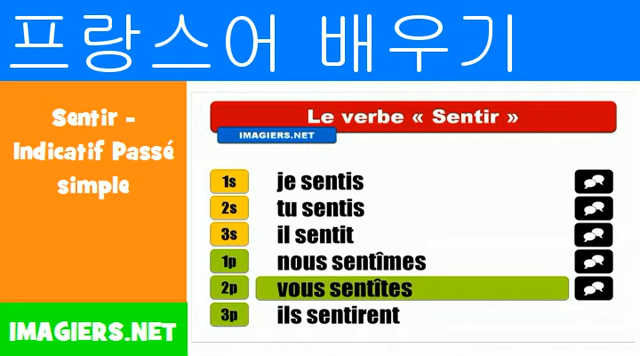 프랑스어 배우기
Sentir -
Indicatif Passé
simple
IMAGIERS.NET
Le verbe « Sentir »
IMAGIERS.NET
1s je sentis
2s tu sentis
3s il sentit
1p nous sentîmes
2p vous sentîtes
3p ils sentirent